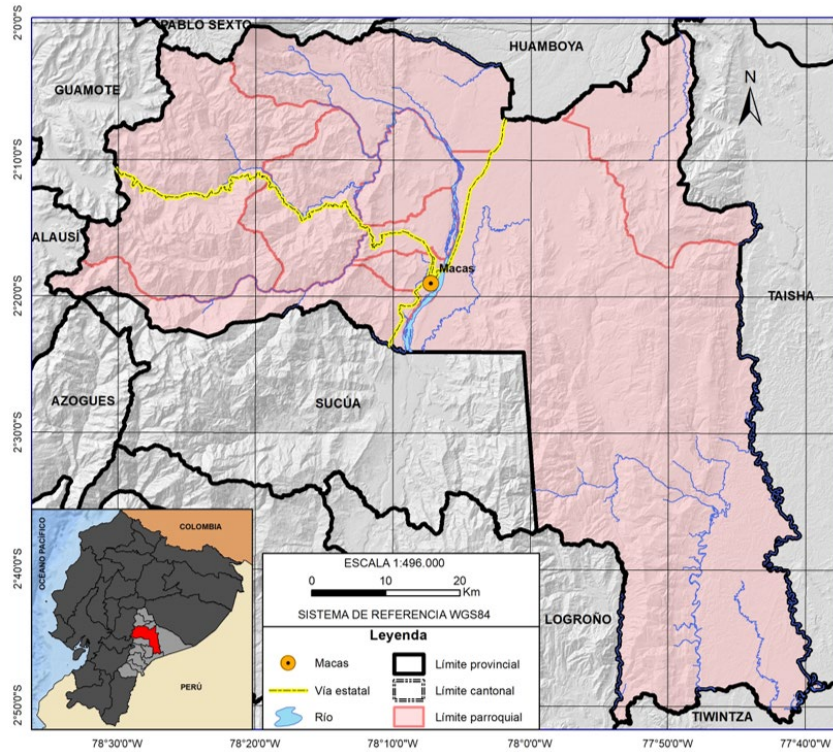 PABLO SEXTO
HUAMBOYA
GUAMOTE
N
ALAUSÍ
Macas
TAISHA
AZOGUES
SUCÚA
LOGROÑO
TIWINTZA
2°0'0"S
2°10'0"S
2°20'0"S
2°30'0"S
2°40'0"S
2°50'0"S
COLOMBIA
OCEANO PACÍFICO
PERÚ
ESCALA 1:496.000
0 10 20
Km
SISTEMA DE REFERENCIA WGS84
Leyenda
Macas
Límite provincial
Vía estatal
Límite cantonal
Río
Límite parroquial
78°30'0"W
78°20'0"W
78°10'0"W
78°0'0"W
77°50'0"W
77°40'0"W